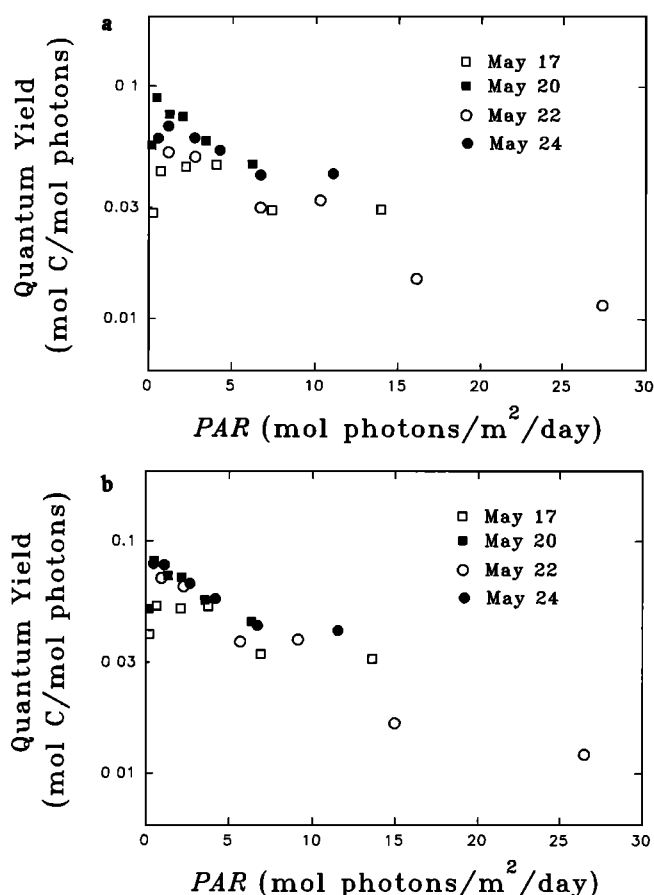 a
Quantum Yield
(mol C/mol photons)
0.1
0.03
0.01
□ May 17
■ May 20
○ May 22
● May 24
0 5 10 15 20 25 30
PAR (mol photons/m²/day)
b
Quantum Yield
(mol C/mol photons)
0.1
0 03
0 01
□ May 17
■ May 20
○ May 22
● May 24
0 5 10 15 20 25 30
PAR (mol photons/m²/day)